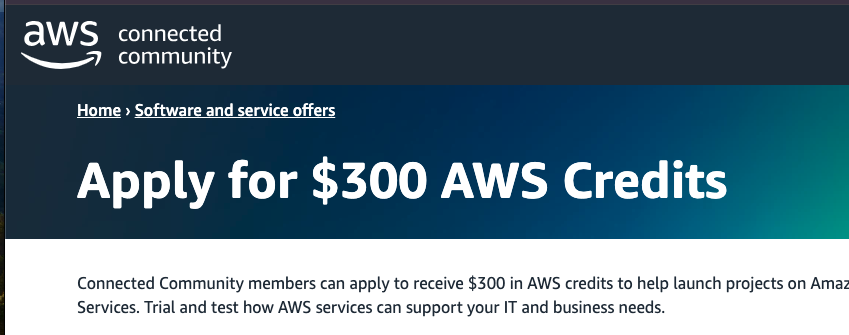 aws
connected
community
Home › Software and service offers
Apply for $300 AWS Credits
Connected Community members can apply to receive $300 in AWS credits to help launch projects on
Services. Trial and test how AWS services can support your IT and business needs.